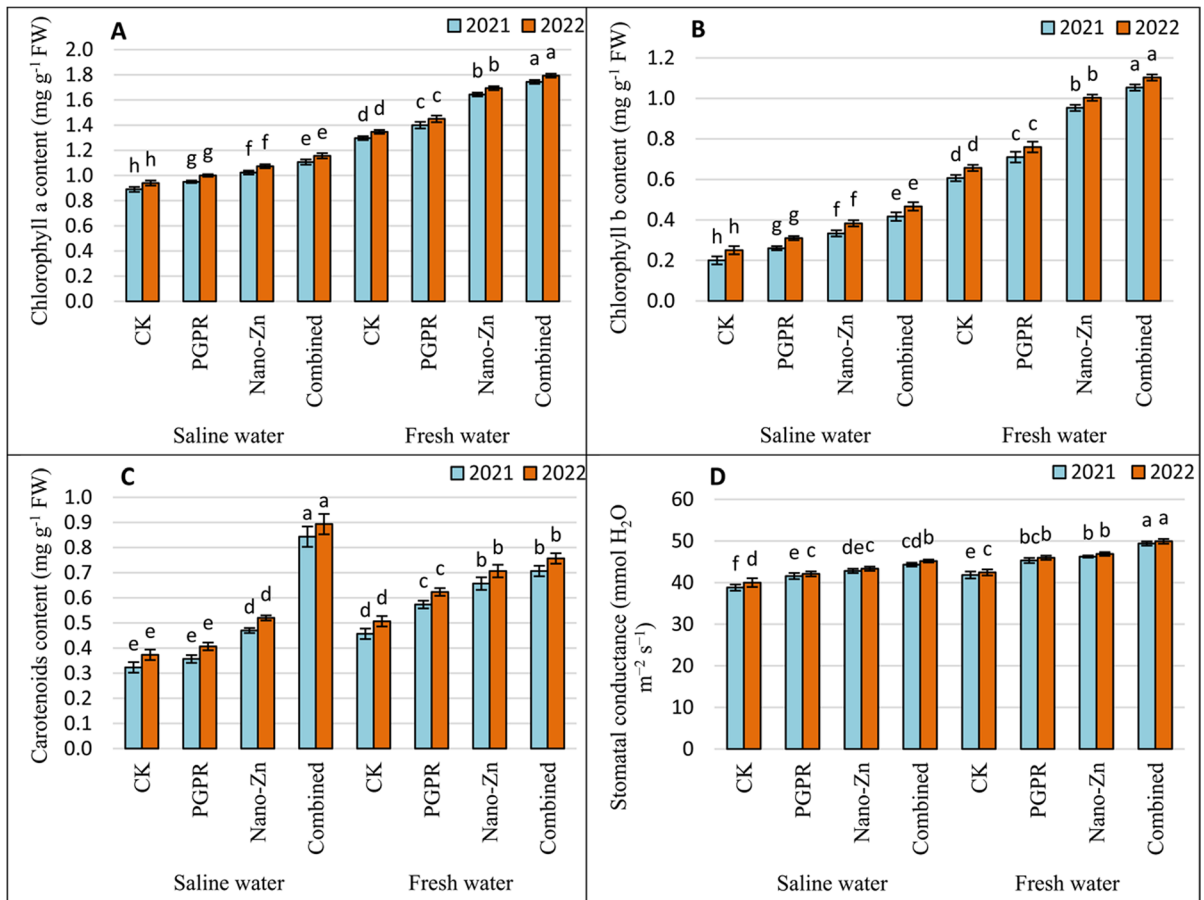 A
2021 2022
Chlorophyll a content (mg g-1 FW)
2.0
1.8
1.6
1.4
1.2
1.0
0.8
0.6
0.4
0.2
0.0
h h g g f f e e d d c c b b a a
CK PGPR Nano-Zn Combined CK PGPR Nano-Zn Combined
Saline water Fresh water
B
2021 2022
Chlorophyll b content (mg g-1 FW)
1.2
1.0
0.8
0.6
0.4
0.2
0.0
h h g g f f e e d d c c b b a a
CK PGPR Nano-Zn Combined CK PGPR Nano-Zn Combined
Saline water Fresh water
C
2021 2022
Carotenoids content (mg g-1 FW)
1.0
0.9
0.8
0.7
0.6
0.5
0.4
0.3
0.2
0.1
0.0
e e e e d d a a d d c c b b b b
CK PGPR Nano-Zn Combined CK PGPR Nano-Zn Combined
Saline water Fresh water
D
2021 2022
Stomatal conductance (mmol H2O
m−2 s−1)
60
50
40
30
20
10
0
f d e c dec cdb e c bcb b b a a
CK PGPR Nano-Zn Combined CK PGPR Nano-Zn Combined
Saline water Fresh water